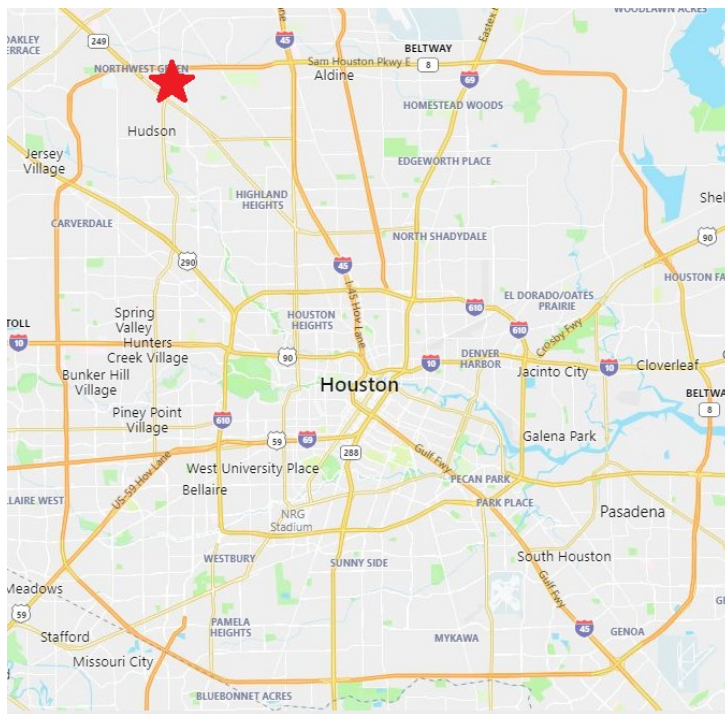 WOODLAWN ACRES
OAKLEY
ERRACE
249
45
Eastex Fwy
BELTWAY
Sam Houston Pkwy E
8
NORTHWEST GREEN
Aldine
69
HOMESTEAD WOODS
Hudson
Jersey
Village
EDGEWORTH PLACE
HIGHLAND
HEIGHTS
Shel
CARVERDALE
NORTH SHADYDALE
90
290
45
HOUSTON FA
I-45 Hov Lane
610
EL DORADO/OATES
PRAIRIE
Spring
Valley
HOUSTON
HEIGHTS
TOLL
610
Crosby Fwy
10
Hunters
Creek Village
90
DENVER
HARBOR
10
10
Cloverleaf
C
Bunker Hill
Village
Houston
Jacinto City
BELTWA
8
Piney Point
Village
610
59
69
288
Galena Park
Gulf Fwy
US-59 Hov Lane
West University Place
Bellaire
PECAN PARK
LAIRE WEST
PARK PLACE
NRG
Stadium
Pasadena
WESTBURY
SUNNY SIDE
South Houston
Gulf Fwy
Meadows
59
PAMELA
HEIGHTS
45
GENOA
Stafford
MYKAWA
Missouri City
BLUEBONNET ACRES